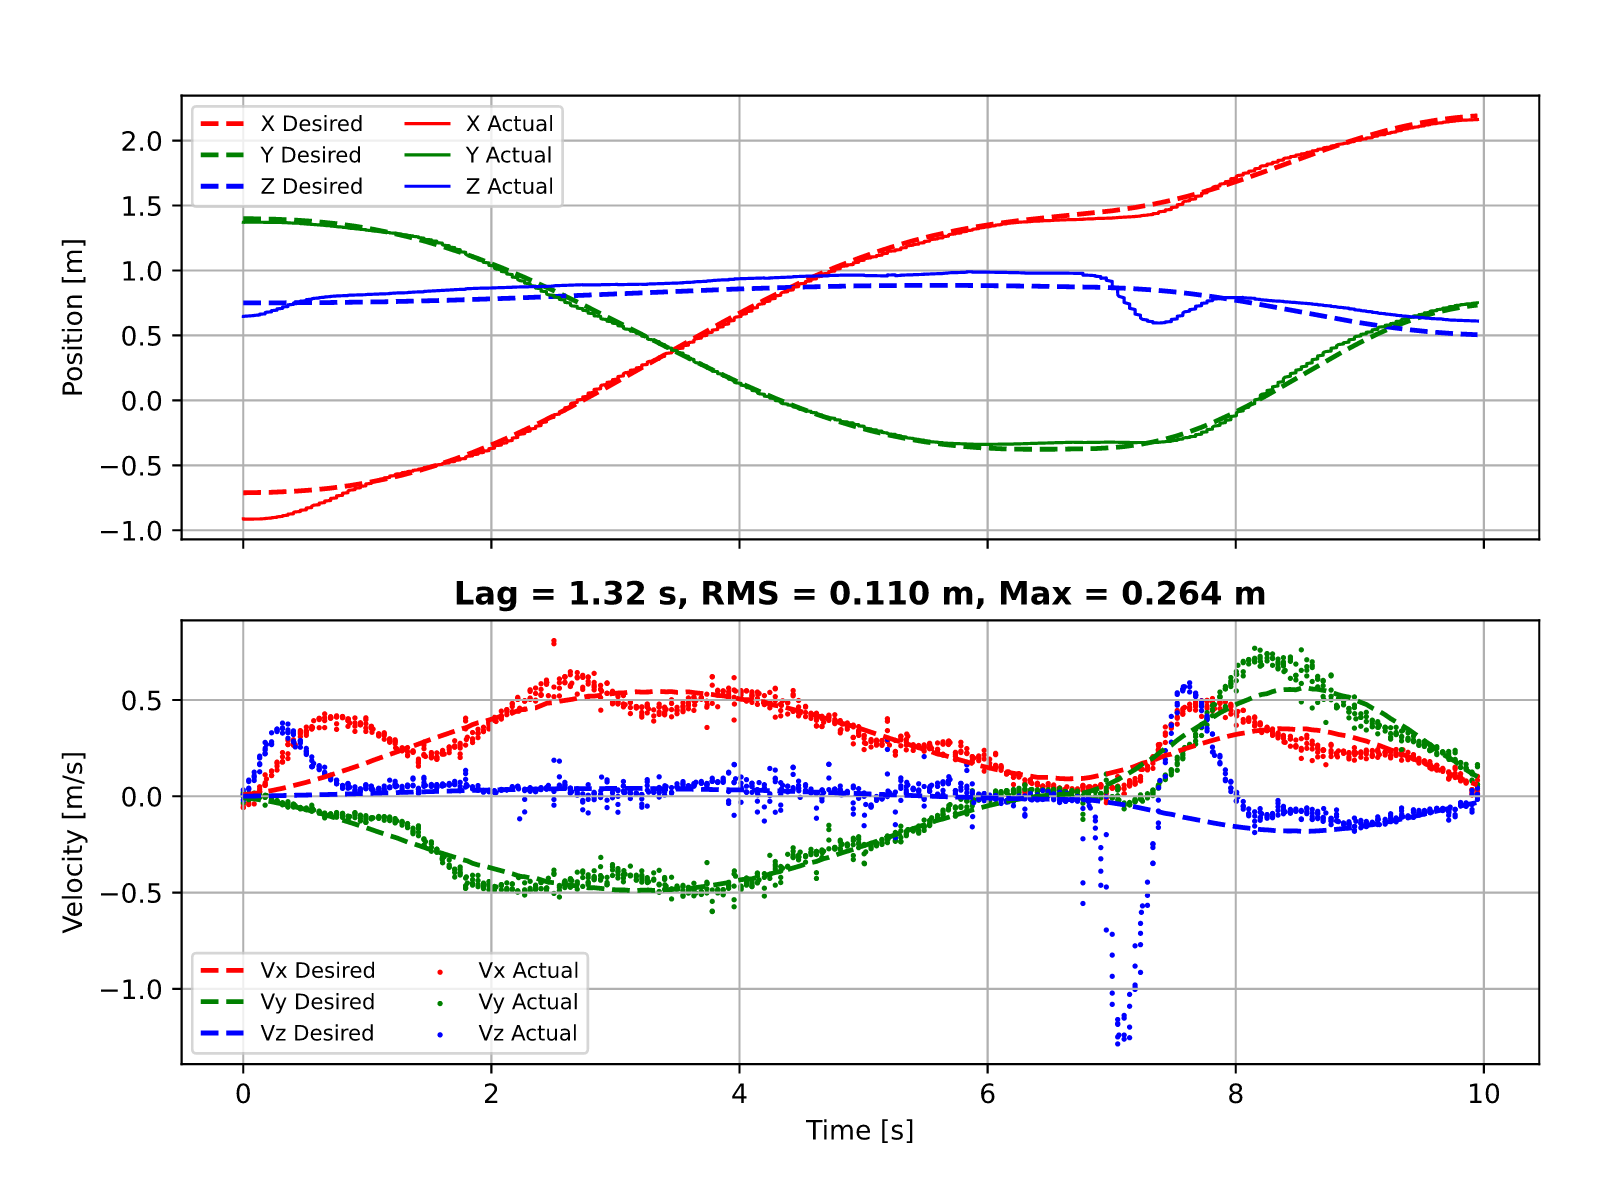 2.0
1.5
1.0
0.5
0.0
−0.5
−1.0
Position [m]
X Desired X Actual
Y Desired Y Actual
Z Desired Z Actual
Lag = 1.32 s, RMS = 0.110 m, Max = 0.264 m
0.5
0.0
−0.5
−1.0
Velocity [m/s]
Vx Desired Vx Actual
Vy Desired Vy Actual
Vz Desired Vz Actual
0 2 4 6 8 10
Time [s]